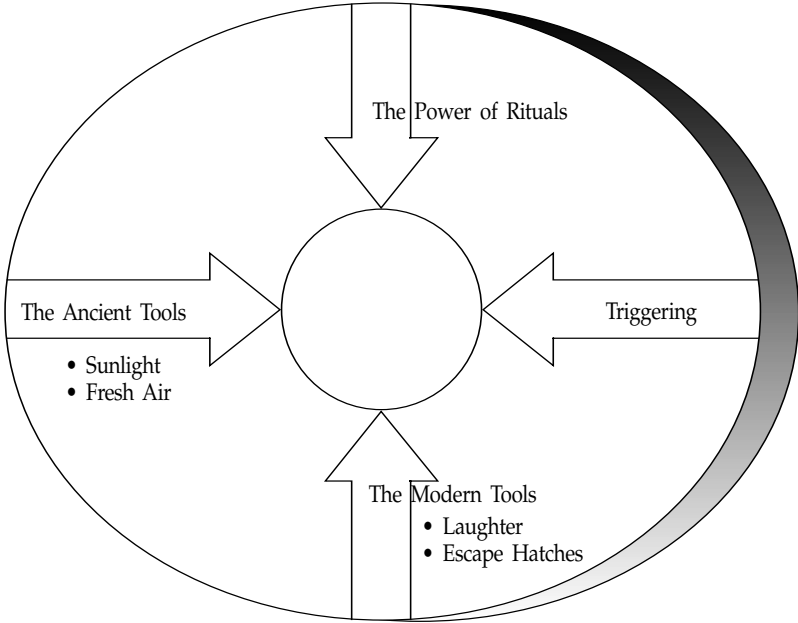 The Power of Rituals
The Ancient Tools
• Sunlight
• Fresh Air
Triggering
The Modern Tools
• Laughter
• Escape Hatches